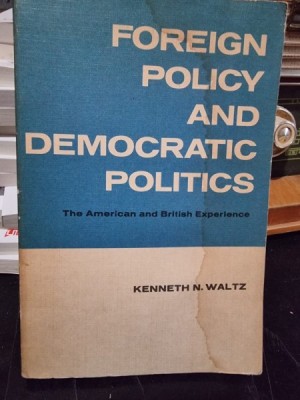 FOREIGN
POLICY
AND
DEMOCRATIC
POLITICS
The American and British Experience
KENNETH N. WALTZ